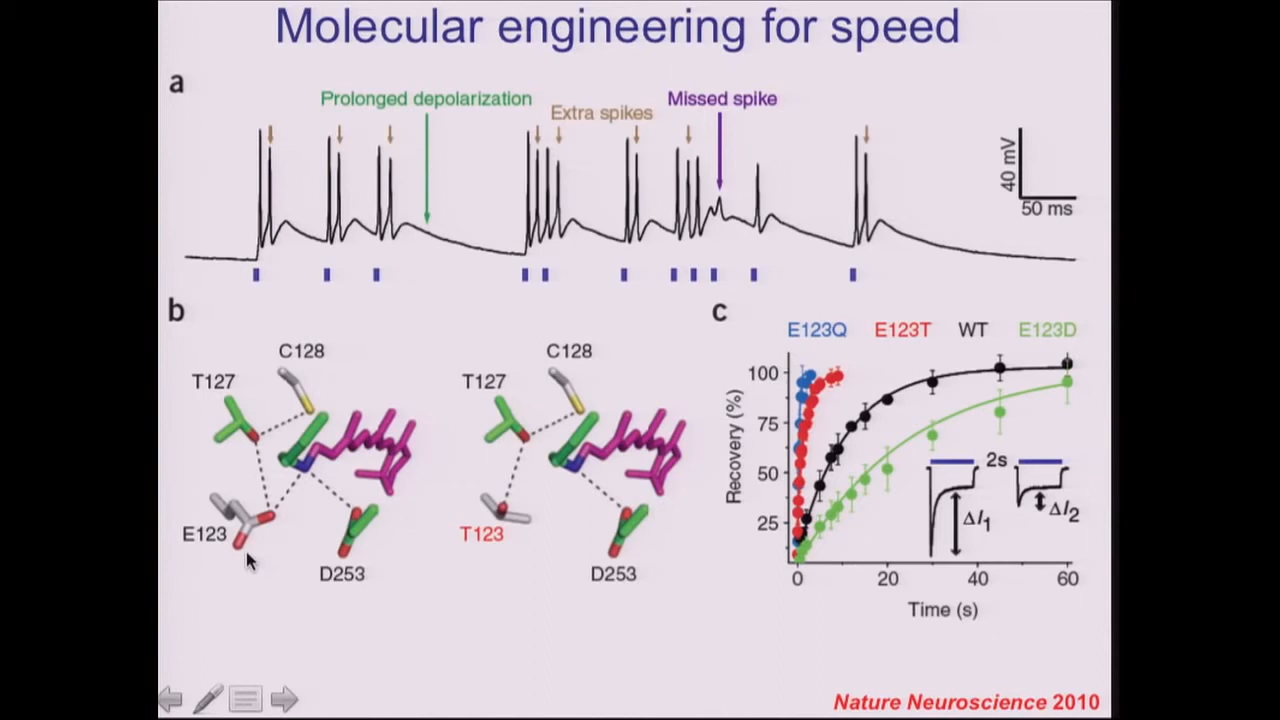 Molecular engineering for speed
a
Prolonged depolarization
Extra spikes
Missed spike
40 mV
50 ms
b
C128
T127
E123
D253
C128
T127
T123
D253
c
E123Q E123T WT E123D
Recovery (%)
100
75
50
25
2s
ΔI1
ΔI2
0 20 40 60
Time (s)
Nature Neuroscience 2010